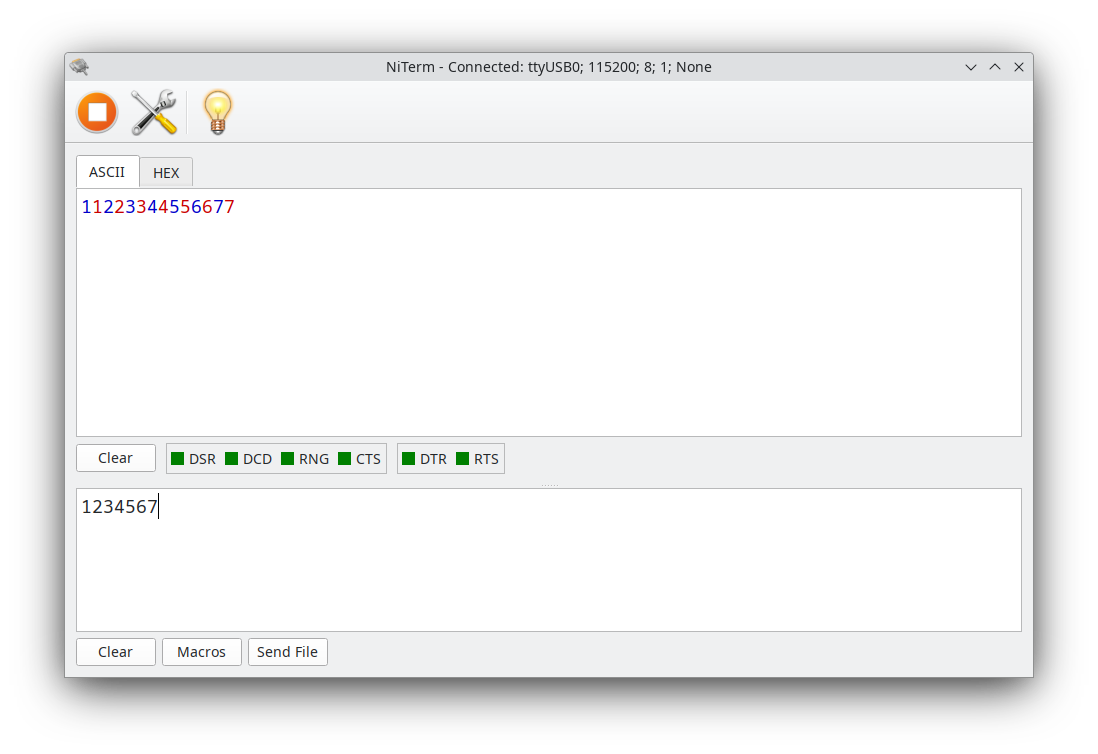 NiTerm - Connected: ttyUSB0; 115200; 8; 1; None
ASCII HEX
11223344556677
Clear DSR DCD RNG CTS DTR RTS
1234567
Clear Macros Send File